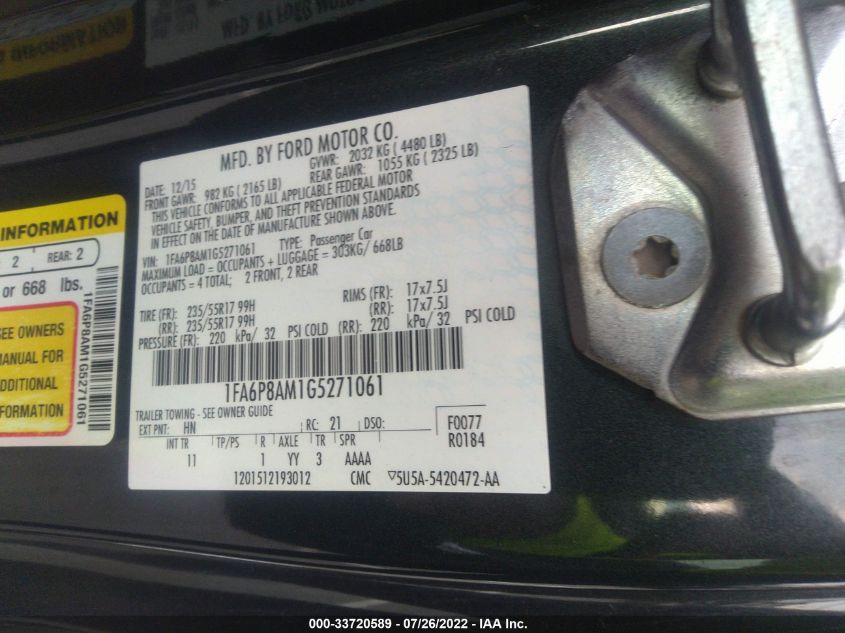 MFD. BY FORD MOTOR CO.
DATE: 12/15 GVWR: 2032 KG ( 4480 LB)
FRONT GAWR: 982 KG ( 2165 LB) REAR GAWR: 1055 KG ( 2325 LB)
THIS VEHICLE CONFORMS TO ALL APPLICABLE FEDERAL MOTOR
VEHICLE SAFETY, BUMPER, AND THEFT PREVENTION STANDARDS
IN EFFECT ON THE DATE OF MANUFACTURE SHOWN ABOVE.
VIN: 1FA6P8AM1G5271061 TYPE: Passenger Car
MAXIMUM LOAD = OCCUPANTS + LUGGAGE = 303KG/ 668LB
OCCUPANTS = 4 TOTAL; 2 FRONT, 2 REAR
TIRE (FR): 235/55R17 99H RIMS (FR): 17x7.5J
(RR): 235/55R17 99H (RR): 17x7.5J
PRESSURE (FR): 220 kPa/ 32 PSI COLD (RR): 220 kPa/ 32 PSI COLD
1FA6P8AM1G5271061
TRAILER TOWING - SEE OWNER GUIDE
EXT PNT: HN RC: 21 DSO: F0077
R0184
INT TR TP/PS R AXLE TR SPR
11 1 YY 3 AAAA
1201512193012 CMC 5U5A-5420472-AA
INFORMATION
2 REAR: 2
or 668 lbs.
SEE OWNERS
MANUAL FOR
ADDITIONAL
INFORMATION
1FA6P8AM1G5271061
000-33720589 - 07/26/2022 - IAA Inc.